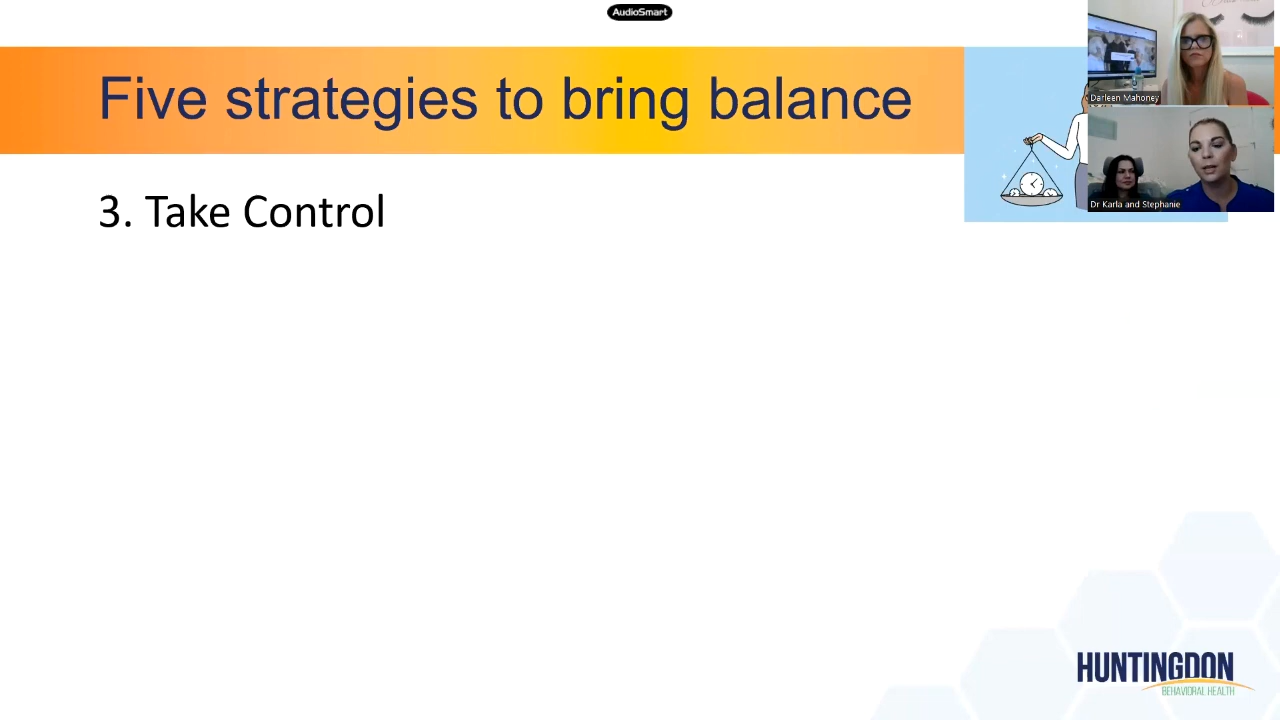 AudioSmart
Five strategies to bring balance
Darleen Mahoney
3. Take Control
Dr Karla and Stephanie
HUNTINGDON
BEHAVIORAL HEALTH